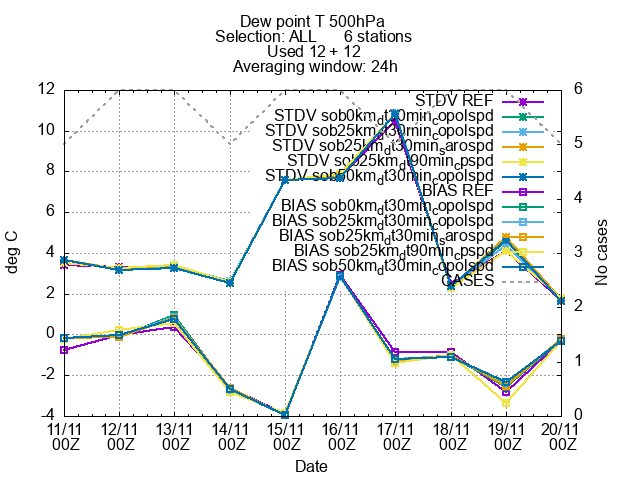 Dew point T 500hPa
Selection: ALL 6 stations
Used 12 + 12
Averaging window: 24h
12
10
8
6
4
2
0
-2
-4
deg C
6
5
4
3
2
1
0
No cases
STDV REF
STDV sob0km_dt30min_copolspd
STDV sob25km_dt30min_copolspd
STDV sob25km_dt30min_sarospd
STDV sob25km_dt90min_cpspd
STDV sob50km_dt30min_copolspd
BIAS REF
BIAS sob0km_dt30min_copolspd
BIAS sob25km_dt30min_copolspd
BIAS sob25km_dt30min_sarospd
BIAS sob25km_dt90min_cpspd
BIAS sob50km_dt30min_copolspd
CASES
11/11 12/11 13/11 14/11 15/11 16/11 17/11 18/11 19/11 20/11
00Z 00Z 00Z 00Z 00Z 00Z 00Z 00Z 00Z 00Z
Date